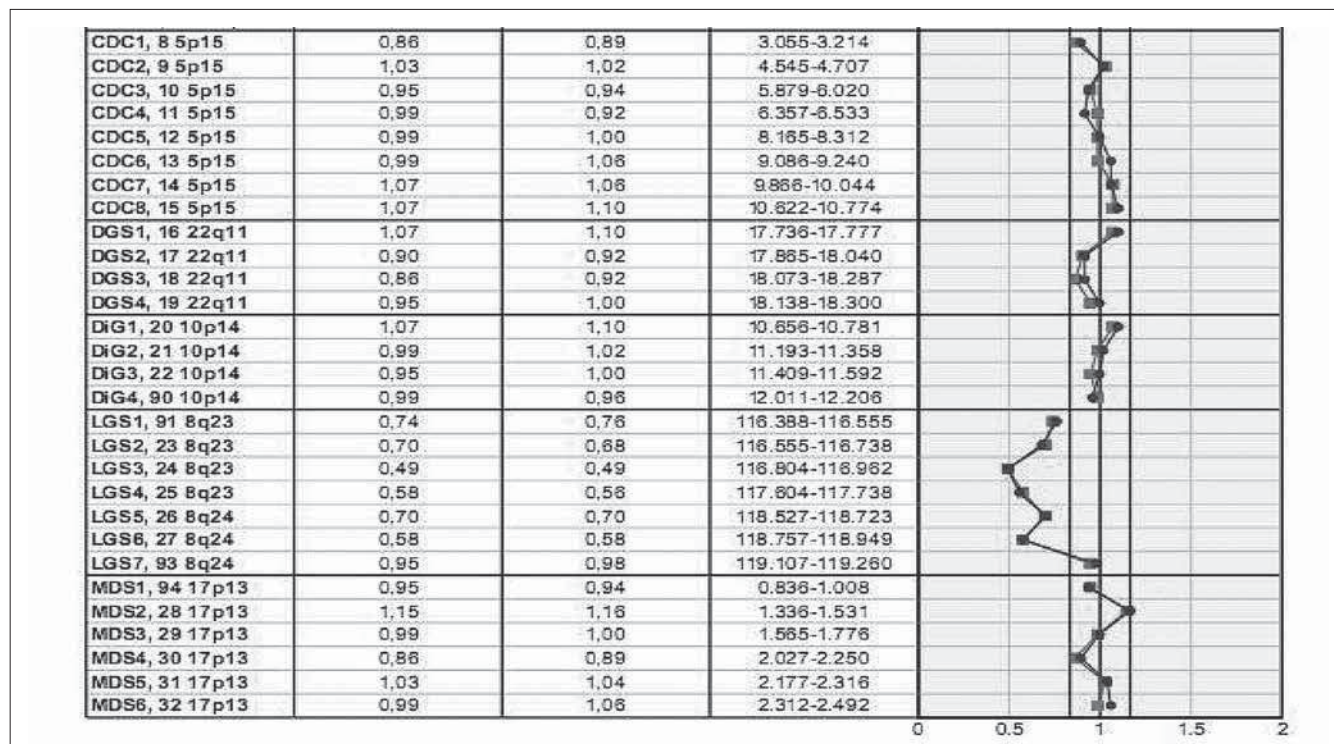 CDC1, 8 5p15 0,86 0,89 3.055-3.214
CDC2, 9 5p15 1,03 1,02 4.545-4.707
CDC3, 10 5p15 0,95 0,94 5.879-6.020
CDC4, 11 5p15 0,99 0,92 6.357-6.533
CDC5, 12 5p15 0,99 1,00 8.165-8.312
CDC6, 13 5p15 0,99 1,06 9.086-9.240
CDC7, 14 5p15 1,07 1,06 9.866-10.044
CDC8, 15 5p15 1,07 1,10 10.622-10.774
DGS1, 16 22q11 1,07 1,10 17.736-17.777
DGS2, 17 22q11 0,90 0,92 17.865-18.040
DGS3, 18 22q11 0,86 0,92 18.073-18.287
DGS4, 19 22q11 0,95 1,00 18.138-18.300
DiG1, 20 10p14 1,07 1,10 10.656-10.781
DiG2, 21 10p14 0,99 1,02 11.193-11.358
DiG3, 22 10p14 0,95 1,00 11.409-11.592
DiG4, 90 10p14 0,99 0,96 12.011-12.206
LGS1, 91 8q23 0,74 0,76 116.388-116.555
LGS2, 23 8q23 0,70 0,68 116.555-116.738
LGS3, 24 8q23 0,49 0,49 116.804-116.962
LGS4, 25 8q23 0,58 0,56 117.604-117.738
LGS5, 26 8q24 0,70 0,70 118.527-118.723
LGS6, 27 8q24 0,58 0,58 118.757-118.949
LGS7, 93 8q24 0,95 0,98 119.107-119.260
MDS1, 94 17p13 0,95 0,94 0.836-1.008
MDS2, 28 17p13 1,15 1,16 1.336-1.531
MDS3, 29 17p13 0,99 1,00 1.565-1.776
MDS4, 30 17p13 0,86 0,89 2.027-2.250
MDS5, 31 17p13 1,03 1,04 2.177-2.316
MDS6, 32 17p13 0,99 1,06 2.312-2.492
0 0.5 1 1.5 2